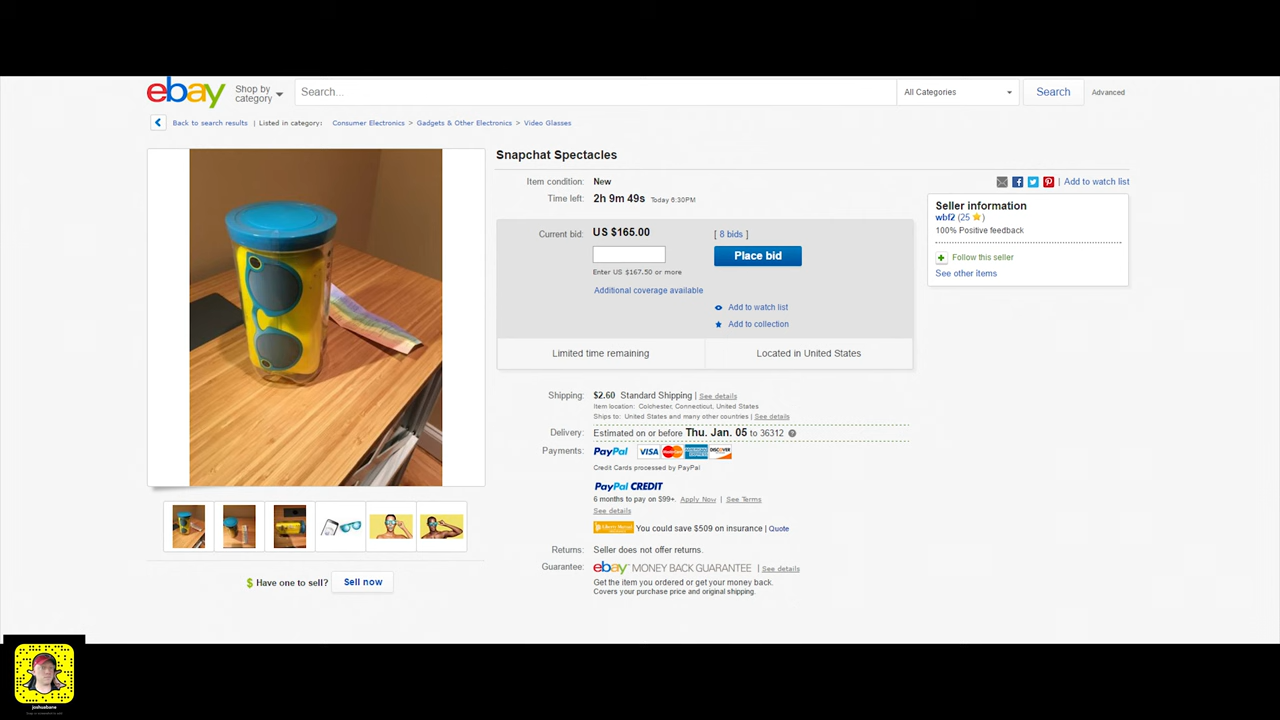 ebay
Shop by
category
Search...
All Categories
Search
Advanced
Back to search results | Listed in category: Consumer Electronics > Gadgets & Other Electronics > Video Glasses
Snapchat Spectacles
Item condition: New
Time left: 2h 9m 49s Today 6:30PM
| Add to watch list
Current bid: US $165.00 [ 8 bids ]
Place bid
Enter US $167.50 or more
Additional coverage available
Add to watch list
Add to collection
Limited time remaining
Located in United States
Seller information
wbf2 (25 )
100% Positive feedback
Follow this seller
See other items
Shipping: $2.60 Standard Shipping | See details
Item location: Colchester, Connecticut, United States
Ships to: United States and many other countries | See details
Delivery: Estimated on or before Thu. Jan. 05 to 36312
Payments: PayPal VISA MasterCard DISCOVER
Credit Cards processed by PayPal
PayPal CREDIT
6 months to pay on $99+. Apply Now | See Terms
See details
You could save $509 on insurance | Quote
Returns: Seller does not offer returns.
Guarantee: ebay MONEY BACK GUARANTEE | See details
Get the item you ordered or get your money back.
Covers your purchase price and original shipping.
$ Have one to sell? Sell now